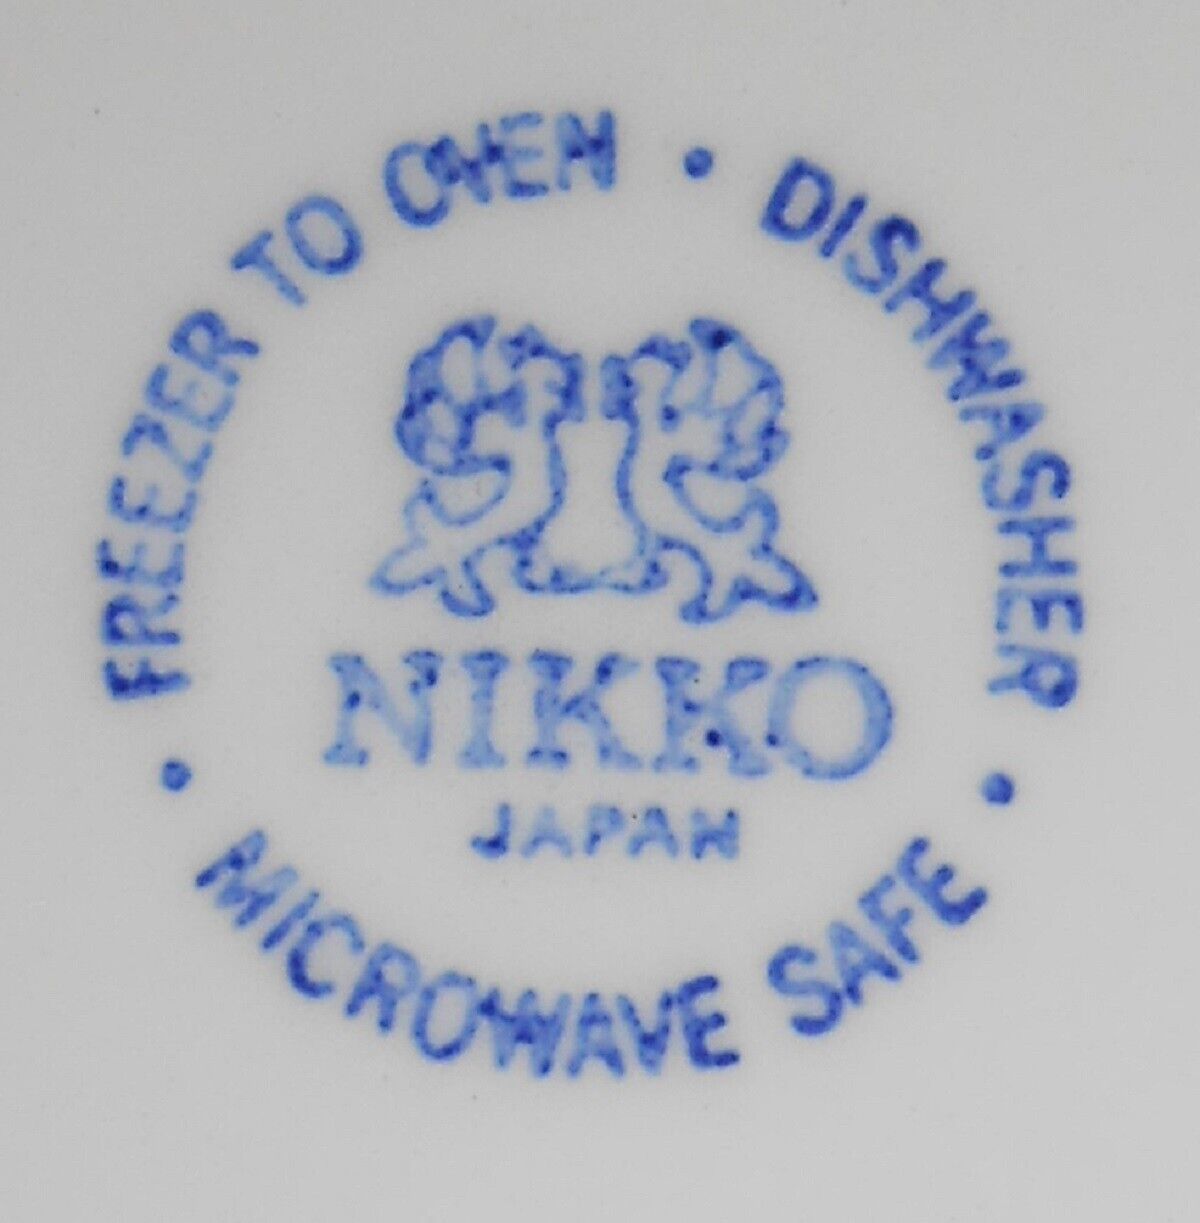 FREEZER TO OVEN • DISHWASHER • MICROWAVE SAFE •
NIKKO
JAPAN